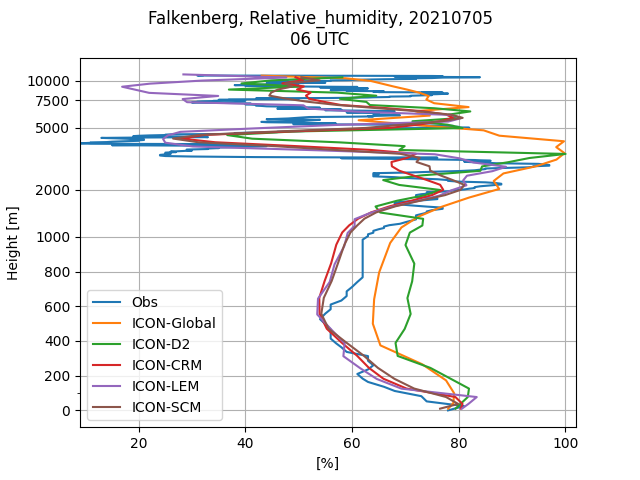 Falkenberg, Relative_humidity, 20210705
06 UTC
10000
7500
5000
2000
1000
800
600
400
200
0
Height [m]
Obs
ICON-Global
ICON-D2
ICON-CRM
ICON-LEM
ICON-SCM
20
40
60
80
100
[%]